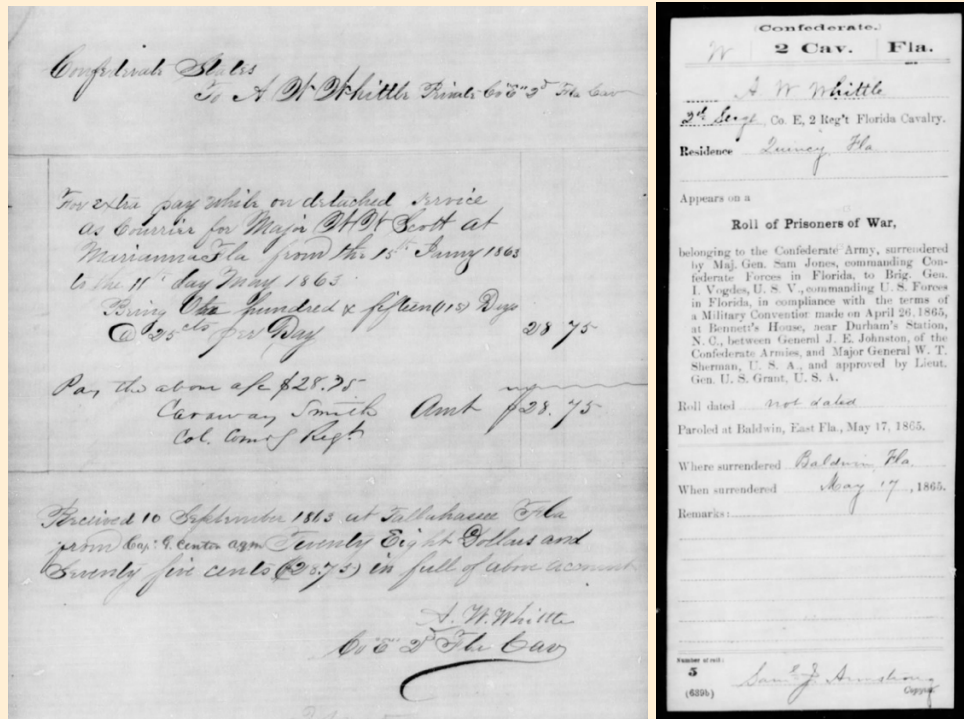 Confederate States
To A W Whittle Private Co "E" 2d Fla Cav
For extra pay while on detached service
as Courrier for Major W W Scott at
Marianna Fla from the 15th Janny 1863
to the 11th day May 1863.
Being One hundred & fifteen (115) Days
@ 25 cts per Day 28 75
Pay the above a/c $28.75
Caraway Smith Amt $28.75
Col. Comdg Regt
Received 10 September 1863 at Tallahassee Fla
from Capt. Twenty Eight Dollars and
Seventy five cents ($28.75) in full of above account
A. W. Whittle
Co "E" 2d Fla Cav
(Confederate.)
W 2 Cav. Fla.
A W Whittle
2d Sergt, Co. E, 2 Reg't Florida Cavalry.
Residence Quincy Fla
Appears on a
Roll of Prisoners of War,
belonging to the Confederate Army, surrendered
by Maj. Gen. Sam Jones, commanding Con-
federate Forces in Florida, to Brig. Gen.
I. Vogdes, U. S. V., commanding U. S. Forces
in Florida, in compliance with the terms of
a Military Convention made on April 26, 1865,
at Bennett's House, near Durham's Station,
N. C., between General J. E. Johnston, of the
Confederate Armies, and Major General W. T.
Sherman, U. S. A., and approved by Lieut.
Gen. U. S. Grant, U. S. A.
Roll dated not dated
Paroled at Baldwin, East Fla., May 17, 1865.
Where surrendered Baldwin Fla.
When surrendered May 17, 1865.
Remarks:
Number of roll:
5
(639b)
Sam'l J. Armstrong
Copyist.